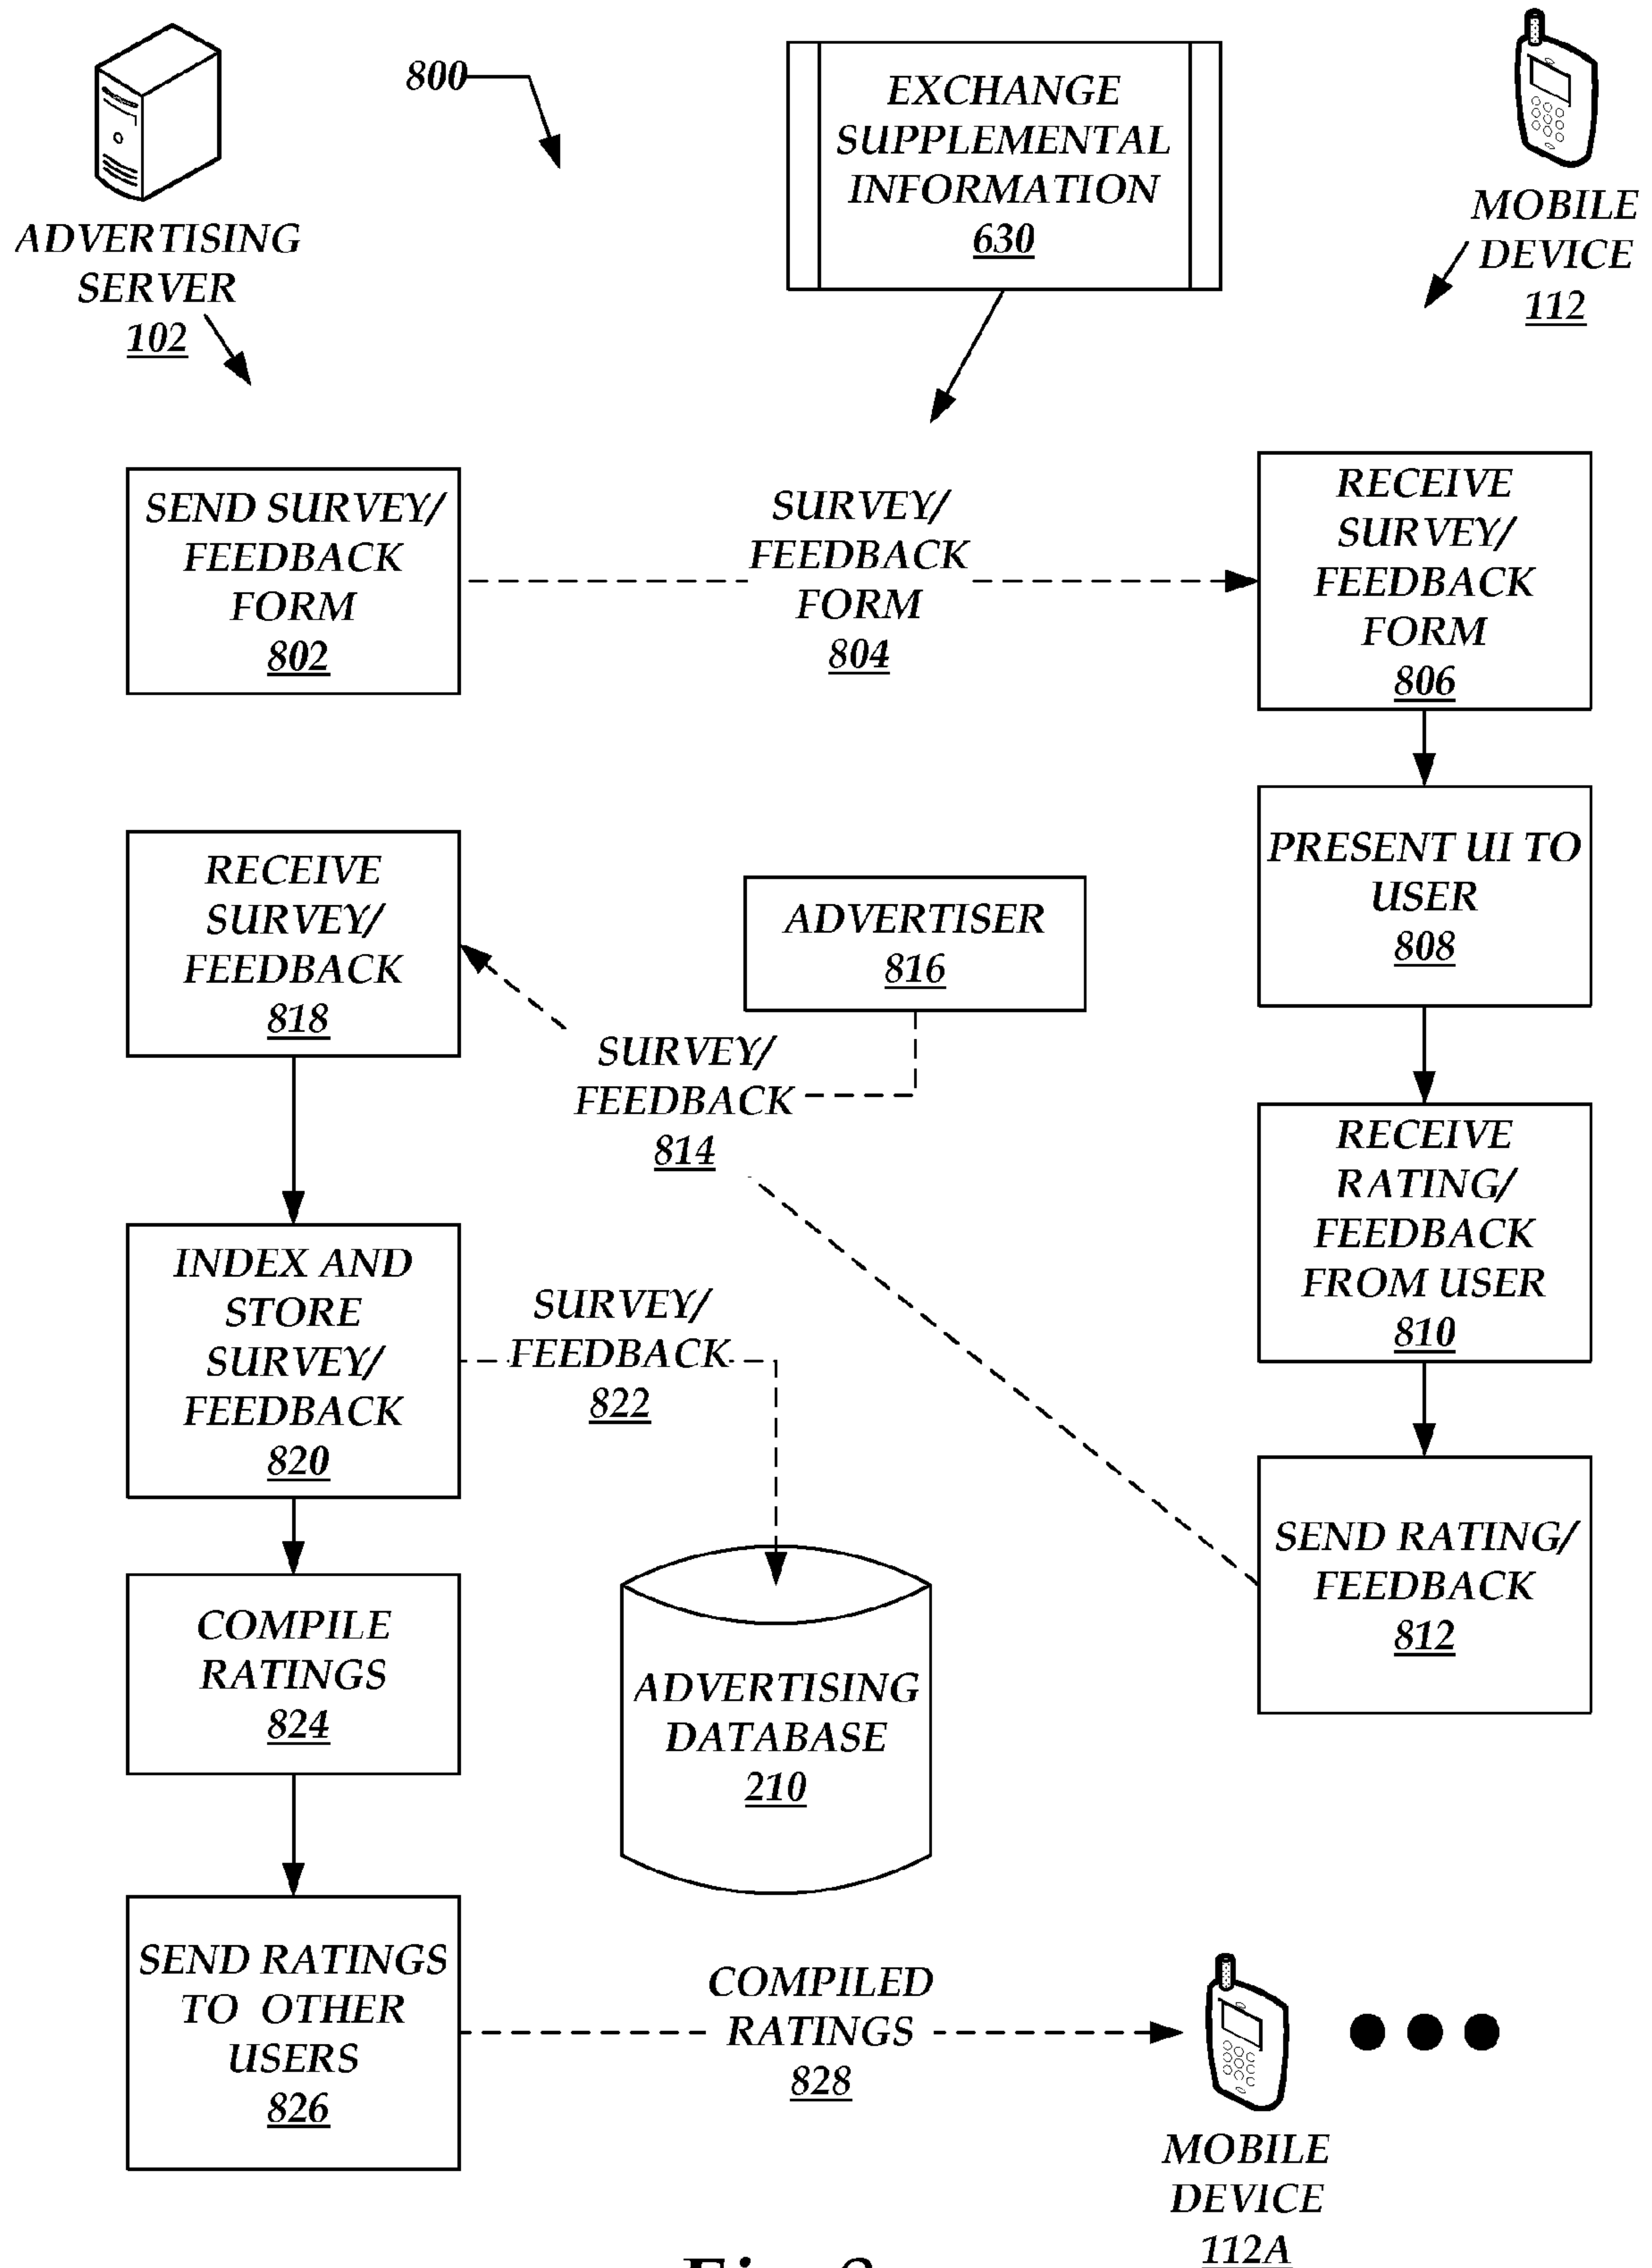 800
EXCHANGE
SUPPLEMENTAL
INFORMATION
630
ADVERTISING
SERVER
102
MOBILE
DEVICE
112
SEND SURVEY/
FEEDBACK
FORM
802
SURVEY/
FEEDBACK
FORM
804
RECEIVE
SURVEY/
FEEDBACK
FORM
806
PRESENT UI TO
USER
808
RECEIVE
SURVEY/
FEEDBACK
818
ADVERTISER
816
SURVEY/
FEEDBACK
814
RECEIVE
RATING/
FEEDBACK
FROM USER
810
INDEX AND
STORE
SURVEY/
FEEDBACK
820
SURVEY/
FEEDBACK
822
SEND RATING/
FEEDBACK
812
COMPILE
RATINGS
824
ADVERTISING
DATABASE
210
SEND RATINGS
TO OTHER
USERS
826
COMPILED
RATINGS
828
MOBILE
DEVICE
112A